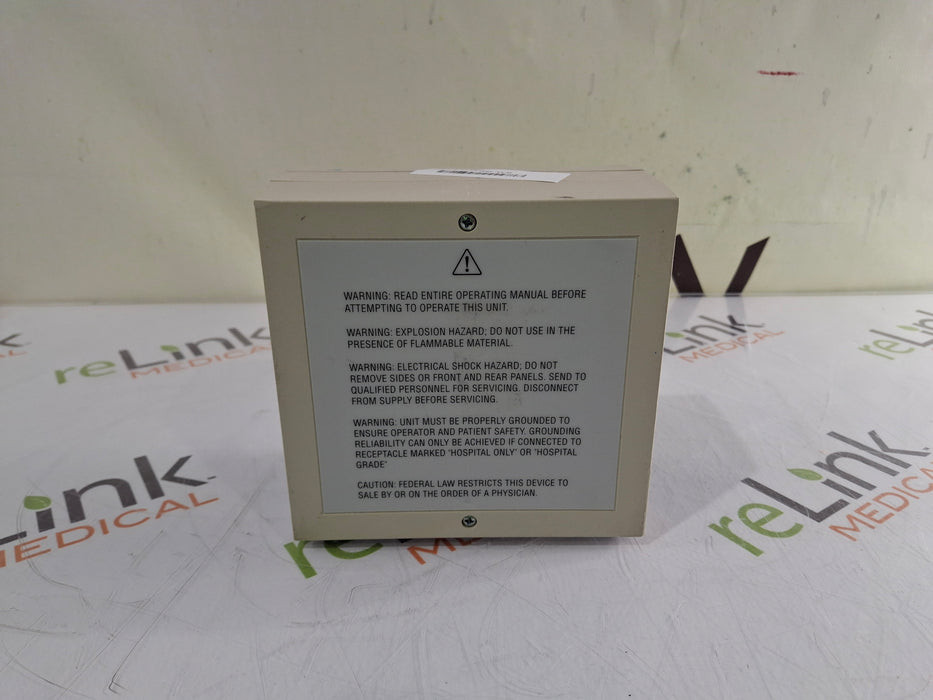 WARNING: READ ENTIRE OPERATING MANUAL BEFORE
ATTEMPTING TO OPERATE THIS UNIT.
WARNING: EXPLOSION HAZARD; DO NOT USE IN THE
PRESENCE OF FLAMMABLE MATERIAL.
WARNING: ELECTRICAL SHOCK HAZARD; DO NOT
REMOVE SIDES OR FRONT AND REAR PANELS. SEND TO
QUALIFIED PERSONNEL FOR SERVICING. DISCONNECT
FROM SUPPLY BEFORE SERVICING.
WARNING: UNIT MUST BE PROPERLY GROUNDED TO
ENSURE OPERATOR AND PATIENT SAFETY. GROUNDING
RELIABILITY CAN ONLY BE ACHIEVED IF CONNECTED TO
RECEPTACLE MARKED "HOSPITAL ONLY" OR "HOSPITAL
GRADE"
CAUTION: FEDERAL LAW RESTRICTS THIS DEVICE TO
SALE BY OR ON THE ORDER OF A PHYSICIAN.
reLink
MEDICAL
reLink
MEDICAL
reLink
MEDICAL